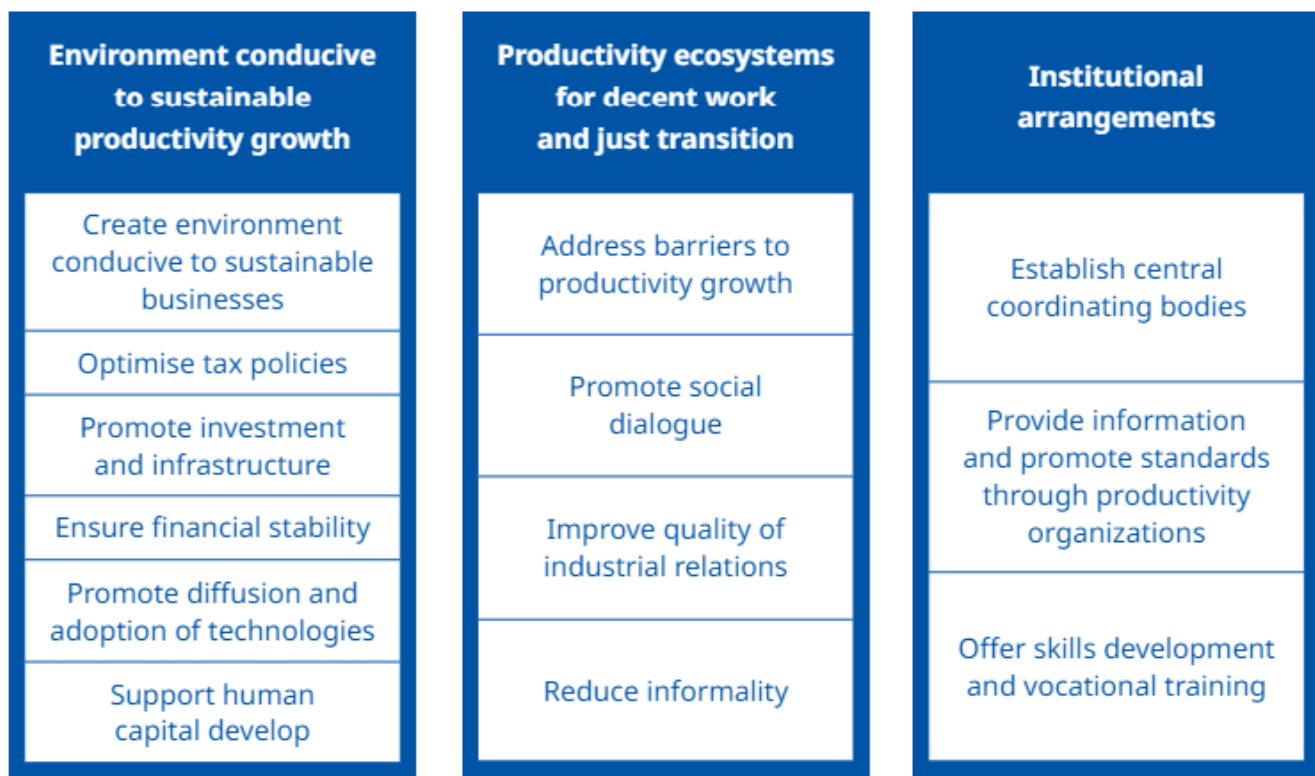 Environment conducive
to sustainable
productivity growth
Create environment
conducive to sustainable
businesses
Optimise tax policies
Promote investment
and infrastructure
Ensure financial stability
Promote diffusion and
adoption of technologies
Support human
capital develop
Productivity ecosystems
for decent work
and just transition
Address barriers to
productivity growth
Promote social
dialogue
Improve quality of
industrial relations
Reduce informality
Institutional
arrangements
Establish central
coordinating bodies
Provide information
and promote standards
through productivity
organizations
Offer skills development
and vocational training